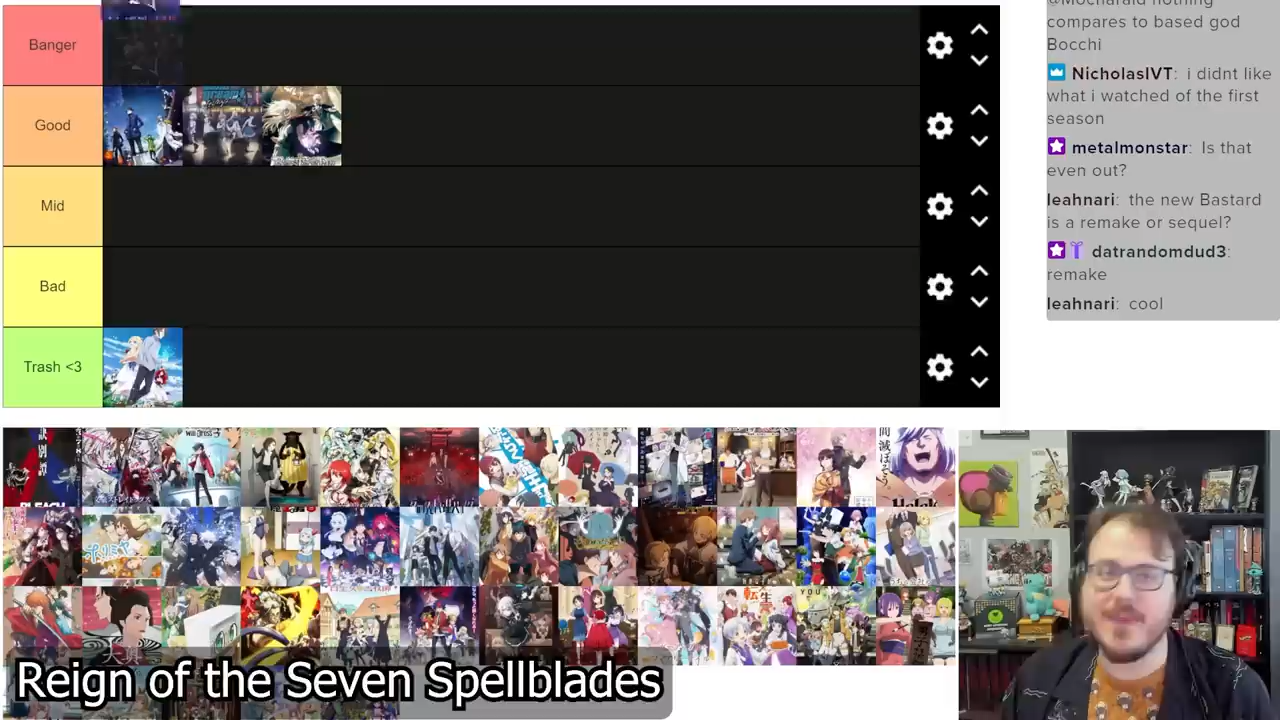 Banger
Good
Mid
Bad
Trash <3
compares to based god
Bocchi
NicholasIVT: i didnt like
what i watched of the first
season
metalmonstar: Is that
even out?
leahnari: the new Bastard
is a remake or sequel?
datrandomdud3:
remake
leahnari: cool
Reign of the Seven Spellblades